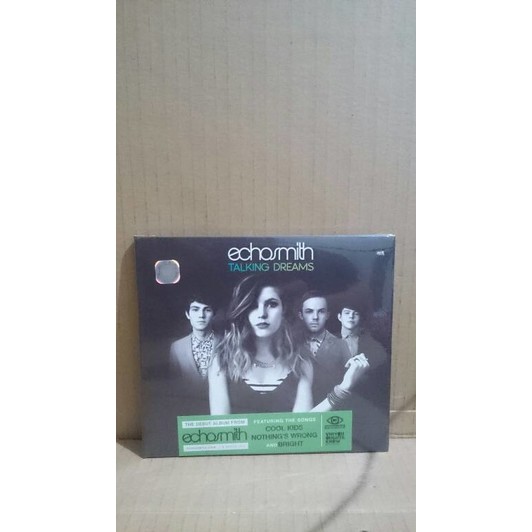 echosmith
TALKING DREAMS
THE DEBUT ALBUM FROM
echosmith
FEATURING THE SONGS
COOL KIDS
NOTHING'S WRONG
AND BRIGHT